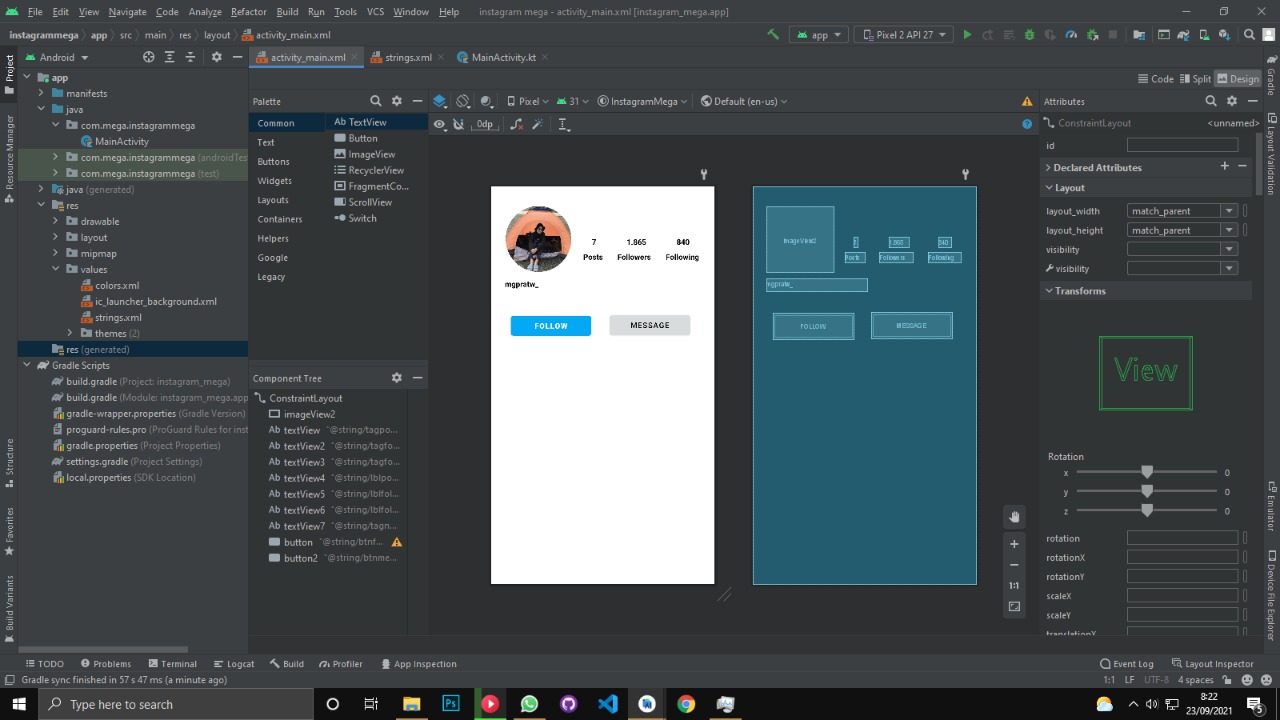 File Edit View Navigate Code Analyze Refactor Build Run Tools VCS Window Help instagram mega - activity_main.xml [instagram_mega.app]
instagrammega app src main res layout activity_main.xml
app Pixel 2 API 27
Android
activity_main.xml strings.xml MainActivity.kt
Code Split Design
Project
Resource Manager
Structure
Favorites
Build Variants
app
manifests
java
com.mega.instagrammega
MainActivity
com.mega.instagrammega (androidTes
com.mega.instagrammega (test)
java (generated)
res
drawable
layout
mipmap
values
colors.xml
ic_launcher_background.xml
strings.xml
themes (2)
res (generated)
Gradle Scripts
build.gradle (Project: instagram_mega)
build.gradle (Module: instagram_mega.app
gradle-wrapper.properties (Gradle Version)
proguard-rules.pro (ProGuard Rules for inst
gradle.properties (Project Properties)
settings.gradle (Project Settings)
local.properties (SDK Location)
Palette
Common
Text
Buttons
Widgets
Layouts
Containers
Helpers
Google
Legacy
Ab TextView
Button
ImageView
RecyclerView
FragmentCo...
ScrollView
Switch
Component Tree
ConstraintLayout
imageView2
Ab textView "@string/tagpo...
Ab textView2 "@string/tagfo...
Ab textView3 "@string/tagfo...
Ab textView4 "@string/lblpo...
Ab textView5 "@string/lblfol...
Ab textView6 "@string/lblfol...
Ab textView7 "@string/tagn...
button "@string/btnf...
button2 "@string/btnme...
Pixel 31 InstagramMega Default (en-us)
0dp
7 1.865 840
Posts Followers Following
mgpratw_
FOLLOW MESSAGE
ImageView2
7 1.865 840
Posts Followers Following
mgpratw_
FOLLOW MESSAGE
1:1
Attributes
ConstraintLayout <unnamed>
id
Declared Attributes
Layout
layout_width match_parent
layout_height match_parent
visibility
visibility
Transforms
View
Rotation
x 0
y 0
z 0
rotation
rotationX
rotationY
scaleX
scaleY
translationX
Gradle
Layout Validation
Emulator
Device File Explorer
TODO Problems Terminal Logcat Build Profiler App Inspection Event Log Layout Inspector
Gradle sync finished in 57 s 47 ms (a minute ago) 1:1 LF UTF-8 4 spaces
Type here to search
Ps
8:22
23/09/2021
3